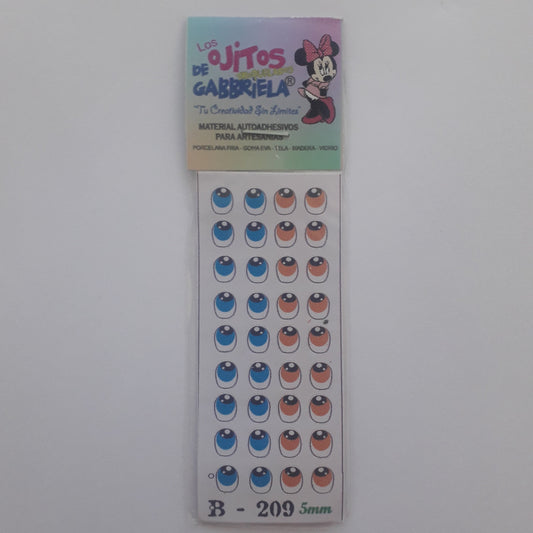 Los
OJITOS
DE
GABBRIELA®
"Tu Creatividad Sin Limites"
MATERIAL AUTOADHESIVOS
PARA ARTESANIAS
PORCELANA FRIA - GOMA EVA - TELA - MADERA - VIDRIO
B - 209 5mm